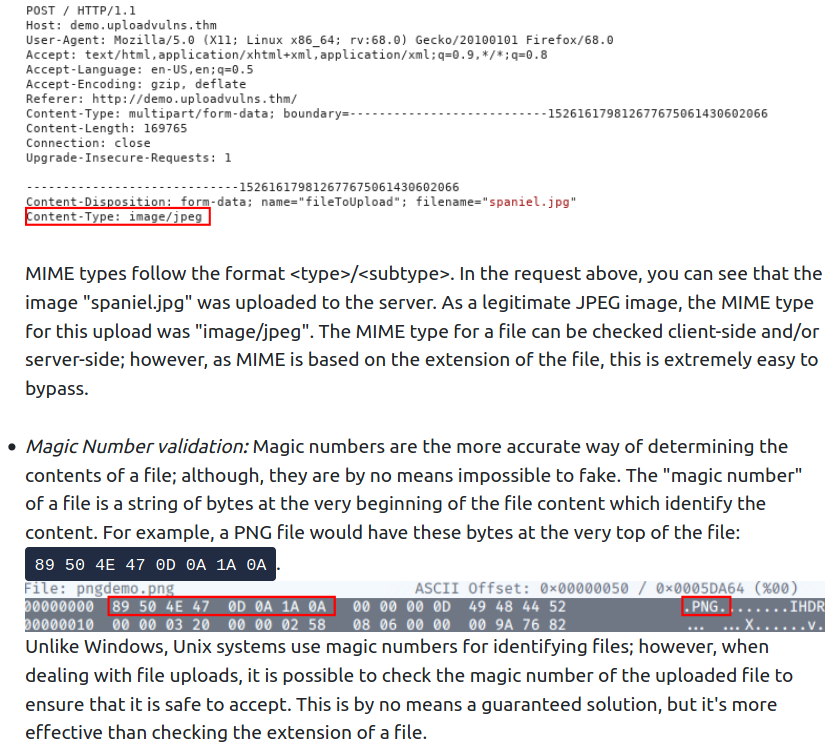 POST / HTTP/1.1
Host: demo.uploadvulns.thm
User-Agent: Mozilla/5.0 (X11; Linux x86_64; rv:68.0) Gecko/20100101 Firefox/68.0
Accept: text/html,application/xhtml+xml,application/xml;q=0.9,*/*;q=0.8
Accept-Language: en-US,en;q=0.5
Accept-Encoding: gzip, deflate
Referer: http://demo.uploadvulns.thm/
Content-Type: multipart/form-data; boundary=---------------------------1526161798126776750614306​02066
Content-Length: 169765
Connection: close
Upgrade-Insecure-Requests: 1
-----------------------------152616179812677675061430602066
Content-Disposition: form-data; name="fileToUpload"; filename="spaniel.jpg"
Content-Type: image/jpeg
MIME types follow the format <type>/<subtype>. In the request above, you can see that the
image "spaniel.jpg" was uploaded to the server. As a legitimate JPEG image, the MIME type
for this upload was "image/jpeg". The MIME type for a file can be checked client-side and/or
server-side; however, as MIME is based on the extension of the file, this is extremely easy to
bypass.
• Magic Number validation: Magic numbers are the more accurate way of determining the
contents of a file; although, they are by no means impossible to fake. The "magic number"
of a file is a string of bytes at the very beginning of the file content which identify the
content. For example, a PNG file would have these bytes at the very top of the file:
89 50 4E 47 0D 0A 1A 0A .
File: pngdemo.png ASCII Offset: 0x00000050 / 0x0005DA64 (%00)
00000000 89 50 4E 47 0D 0A 1A 0A 00 00 00 0D 49 48 44 52 .PNG........IHDR
00000010 00 00 03 20 00 00 02 58 08 06 00 00 00 9A 76 82 ... ...X......v.
Unlike Windows, Unix systems use magic numbers for identifying files; however, when
dealing with file uploads, it is possible to check the magic number of the uploaded file to
ensure that it is safe to accept. This is by no means a guaranteed solution, but it's more
effective than checking the extension of a file.